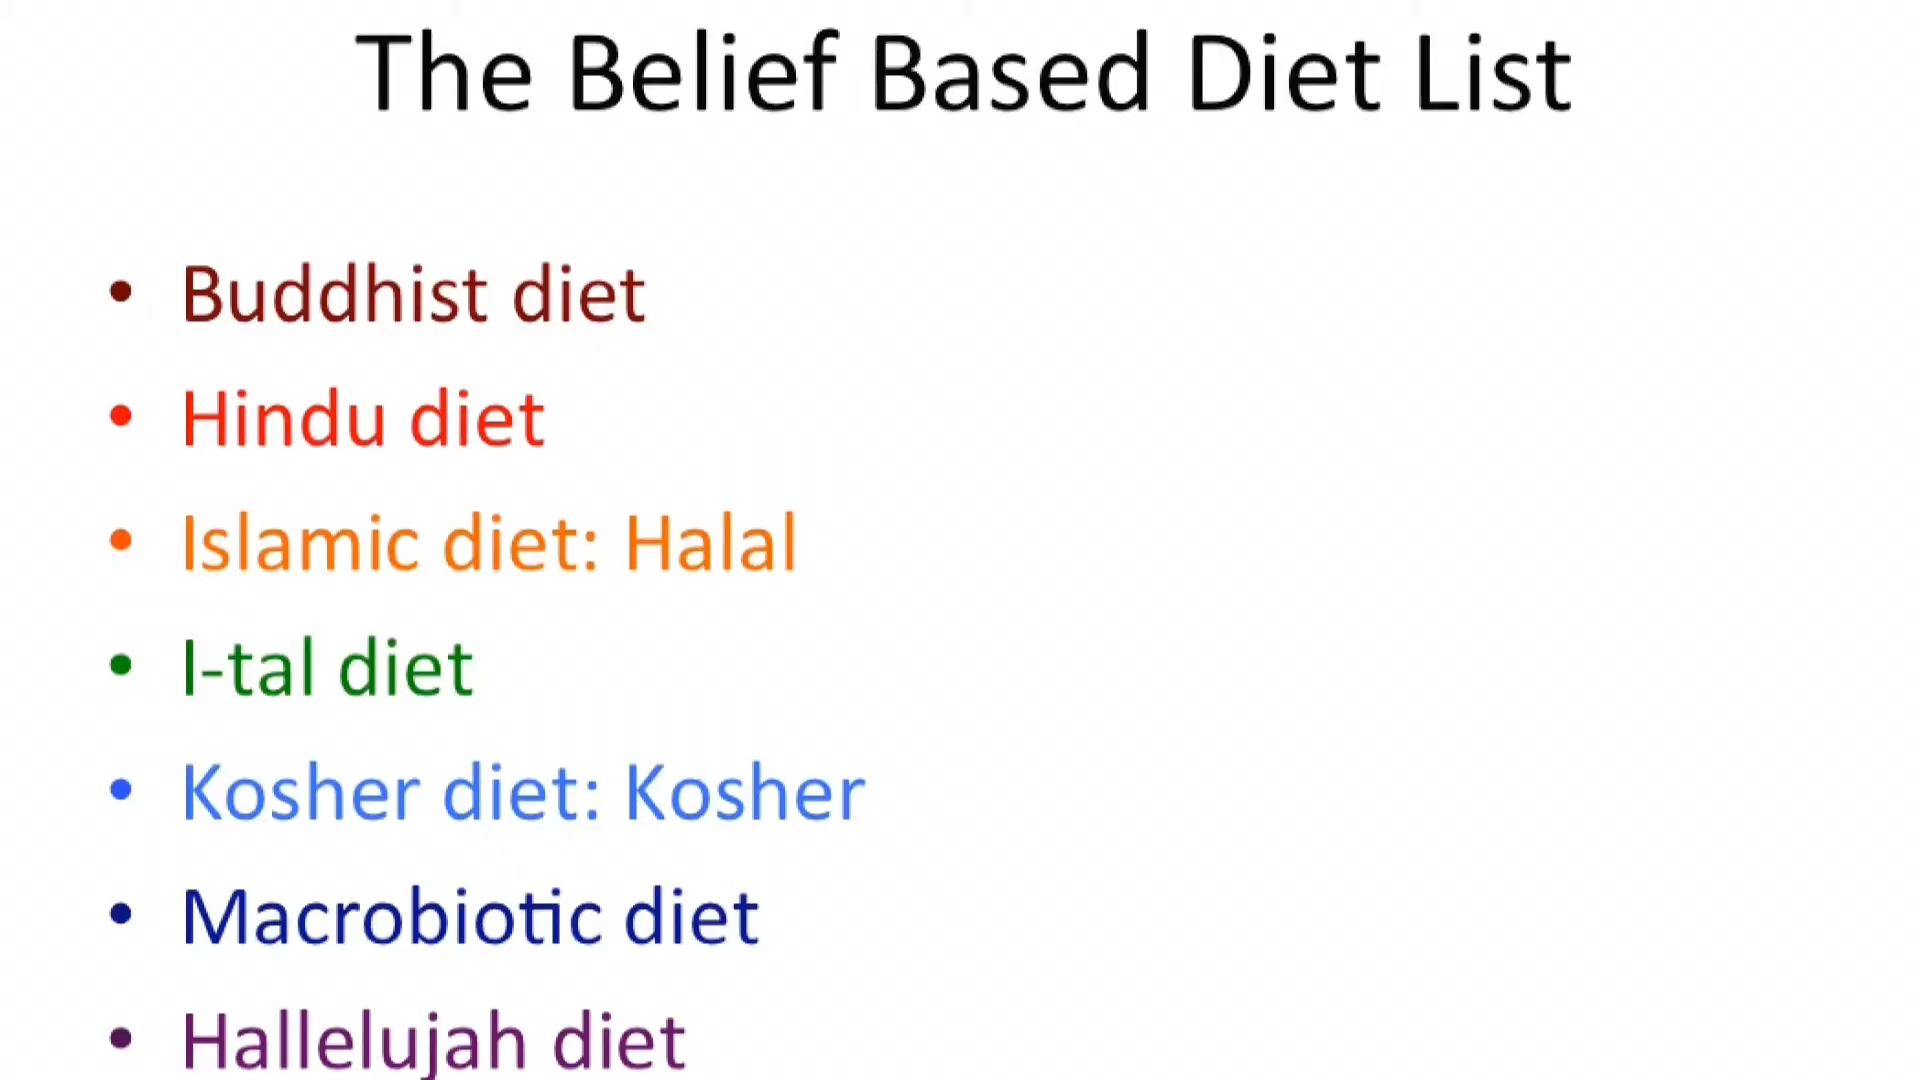 The Belief Based Diet List
• Buddhist diet
• Hindu diet
• Islamic diet: Halal
• I-tal diet
• Kosher diet: Kosher
• Macrobiotic diet
• Hallelujah diet